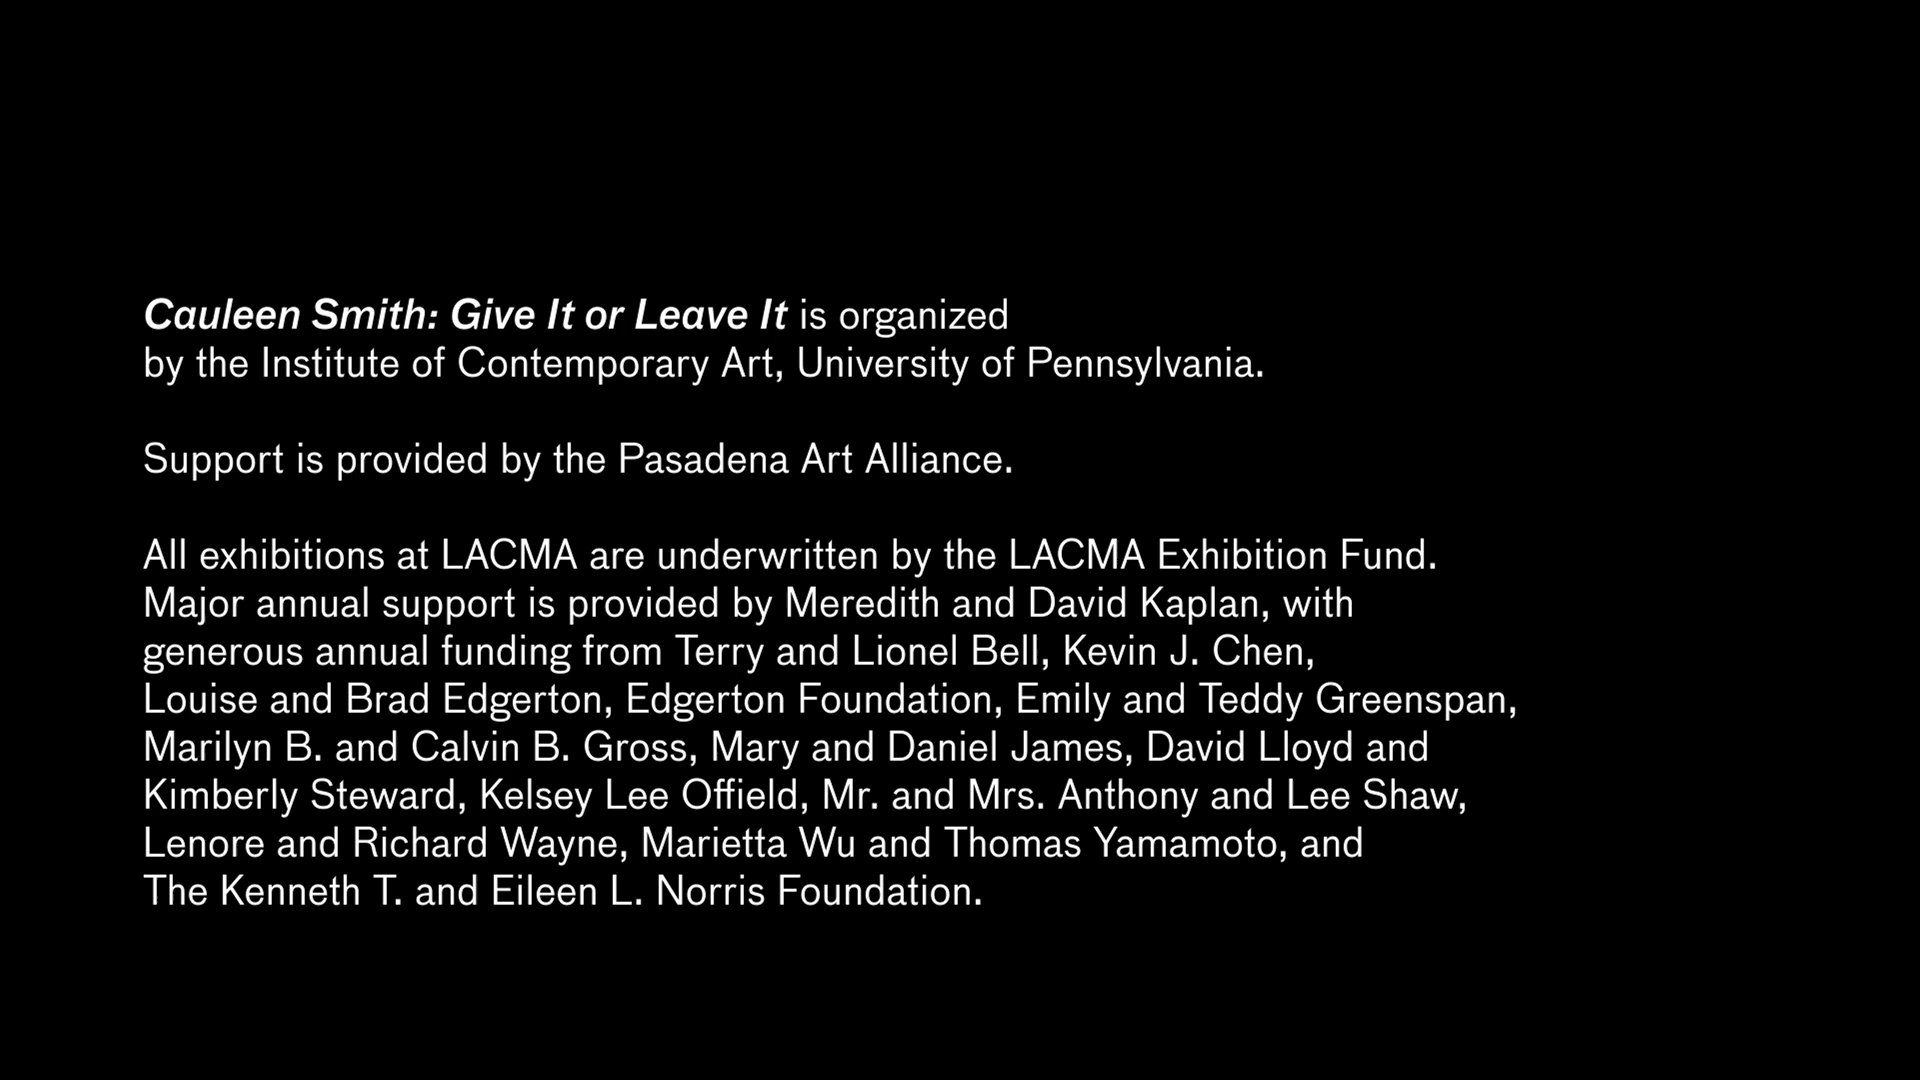 Cauleen Smith: Give It or Leave It is organized
by the Institute of Contemporary Art, University of Pennsylvania.
Support is provided by the Pasadena Art Alliance.
All exhibitions at LACMA are underwritten by the LACMA Exhibition Fund.
Major annual support is provided by Meredith and David Kaplan, with
generous annual funding from Terry and Lionel Bell, Kevin J. Chen,
Louise and Brad Edgerton, Edgerton Foundation, Emily and Teddy Greenspan,
Marilyn B. and Calvin B. Gross, Mary and Daniel James, David Lloyd and
Kimberly Steward, Kelsey Lee Offield, Mr. and Mrs. Anthony and Lee Shaw,
Lenore and Richard Wayne, Marietta Wu and Thomas Yamamoto, and
The Kenneth T. and Eileen L. Norris Foundation.